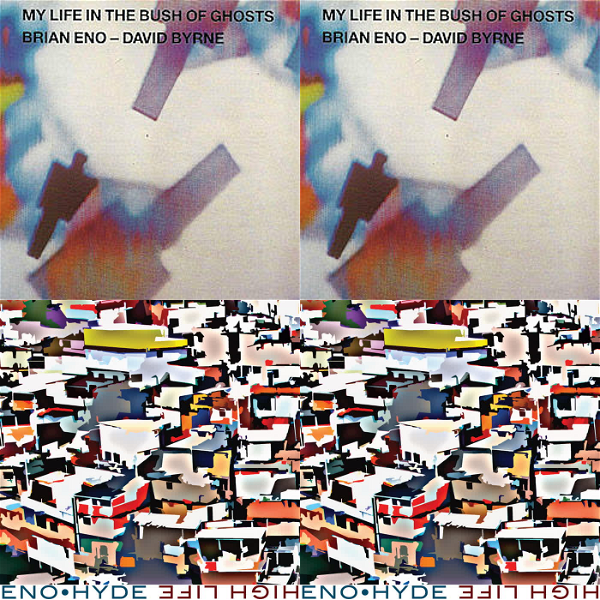 MY LIFE IN THE BUSH OF GHOSTS
BRIAN ENO – DAVID BYRNE
MY LIFE IN THE BUSH OF GHOSTS
BRIAN ENO – DAVID BYRNE
ENO•HYDE HIGH LIFE
ENO•HYDE HIGH LIFE